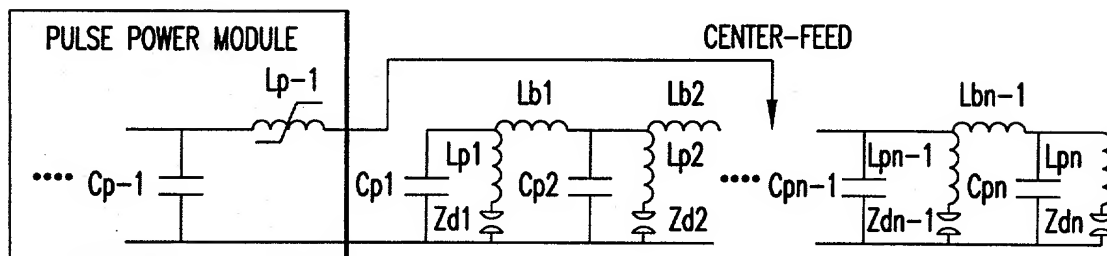 PULSE POWER MODULE
CENTER-FEED
Lp-1
Lb1
Lb2
Lbn-1
Lp1
Lp2
Lpn-1
Lpn
•••• Cp-1
Cp1
Cp2
•••• Cpn-1
Cpn
Zd1
Zd2
Zdn-1
Zdn